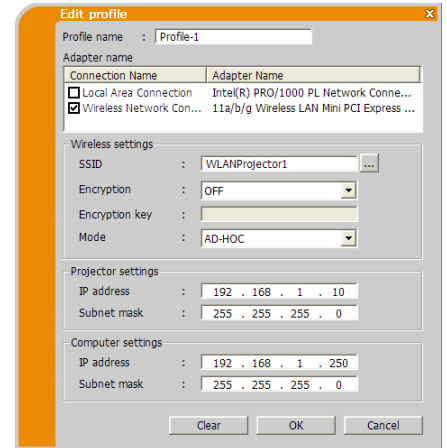 Edit profile x
Profile name : Profile-1
Adapter name
Connection Name Adapter Name
Local Area Connection Intel(R) PRO/1000 PL Network Conne...
Wireless Network Con... 11a/b/g Wireless LAN Mini PCI Express ...
Wireless settings
SSID : WLANProjector1 ...
Encryption : OFF
Encryption key :
Mode : AD-HOC
Projector settings
IP address : 192 . 168 . 1 . 10
Subnet mask : 255 . 255 . 255 . 0
Computer settings
IP address : 192 . 168 . 1 . 250
Subnet mask : 255 . 255 . 255 . 0
Clear OK Cancel